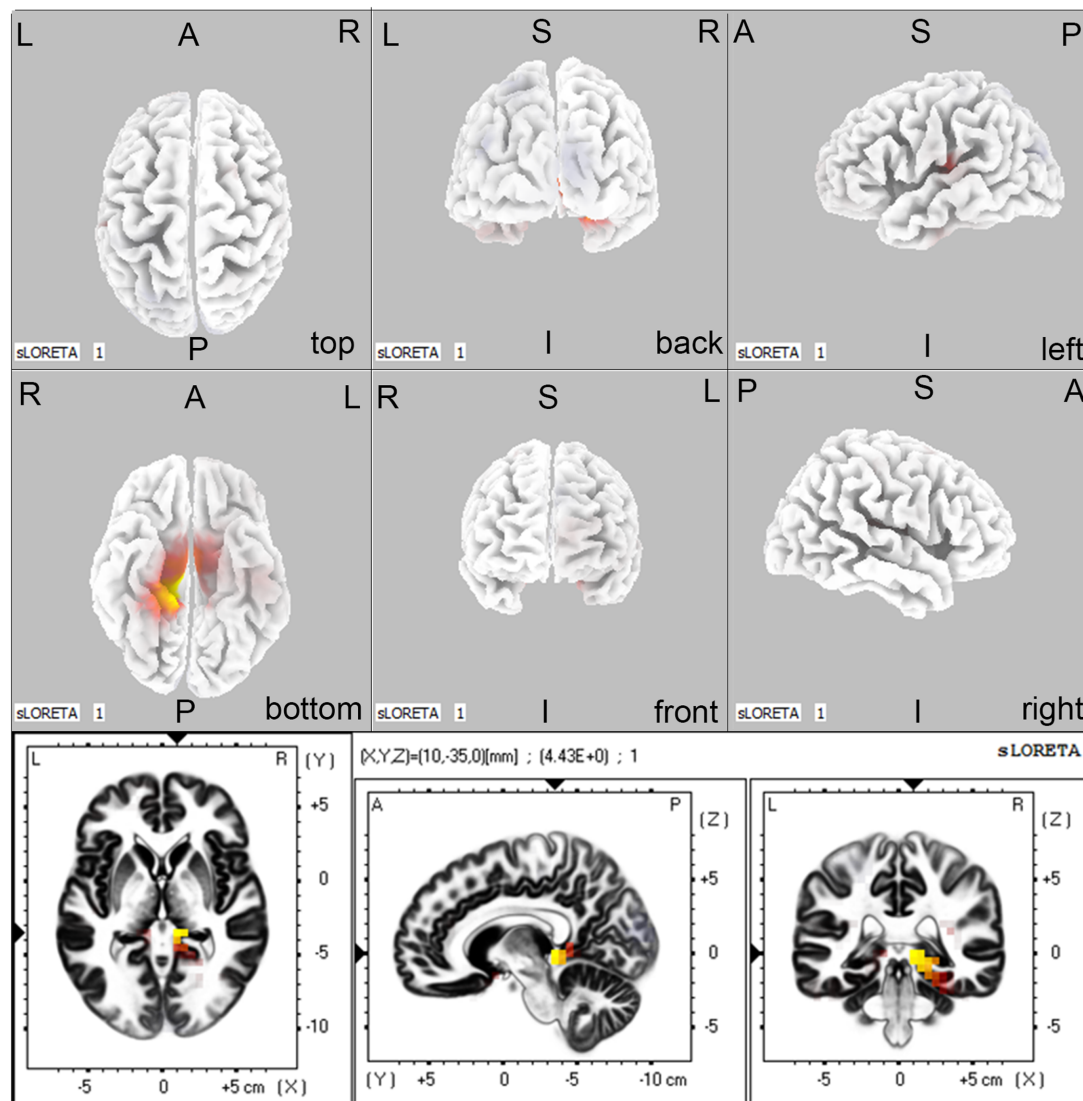 L A R
sLORETA 1 P top
L S R
sLORETA 1 I back
A S P
sLORETA 1 I left
R A L
sLORETA 1 P bottom
R S L
sLORETA 1 I front
P S A
sLORETA 1 I right
L R (Y)
+5
0
-5
-10
-5 0 +5 cm (X)
(X,Y,Z)=(10,-35,0)[mm] ; (4.43E+0) ; 1
sLORETA
A P (Z)
+5
0
-5
(Y) +5 0 -5 -10 cm
L R (Z)
+5
0
-5
-5 0 +5 cm (X)